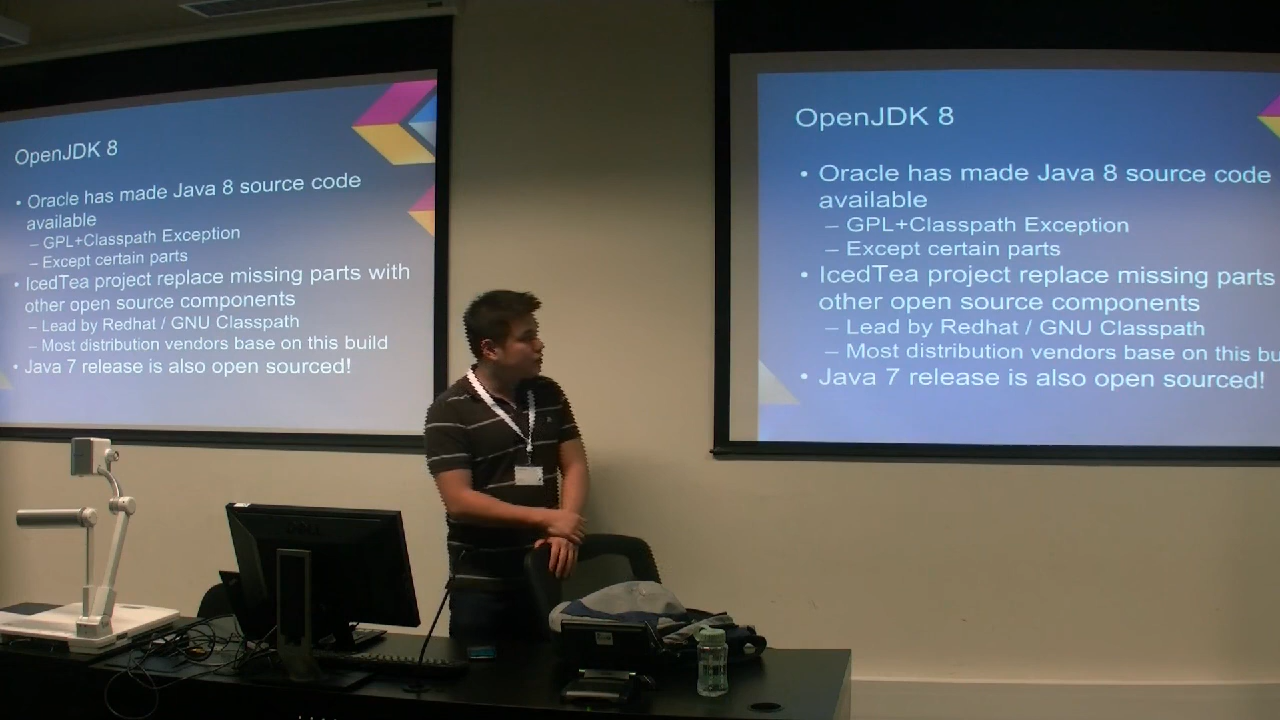 OpenJDK 8
• Oracle has made Java 8 source code
available
– GPL+Classpath Exception
– Except certain parts
• IcedTea project replace missing parts with
other open source components
– Lead by Redhat / GNU Classpath
– Most distribution vendors base on this build
• Java 7 release is also open sourced!
OpenJDK 8
• Oracle has made Java 8 source code
available
– GPL+Classpath Exception
– Except certain parts
• IcedTea project replace missing parts
other open source components
– Lead by Redhat / GNU Classpath
– Most distribution vendors base on this bu
• Java 7 release is also open sourced!
DELL